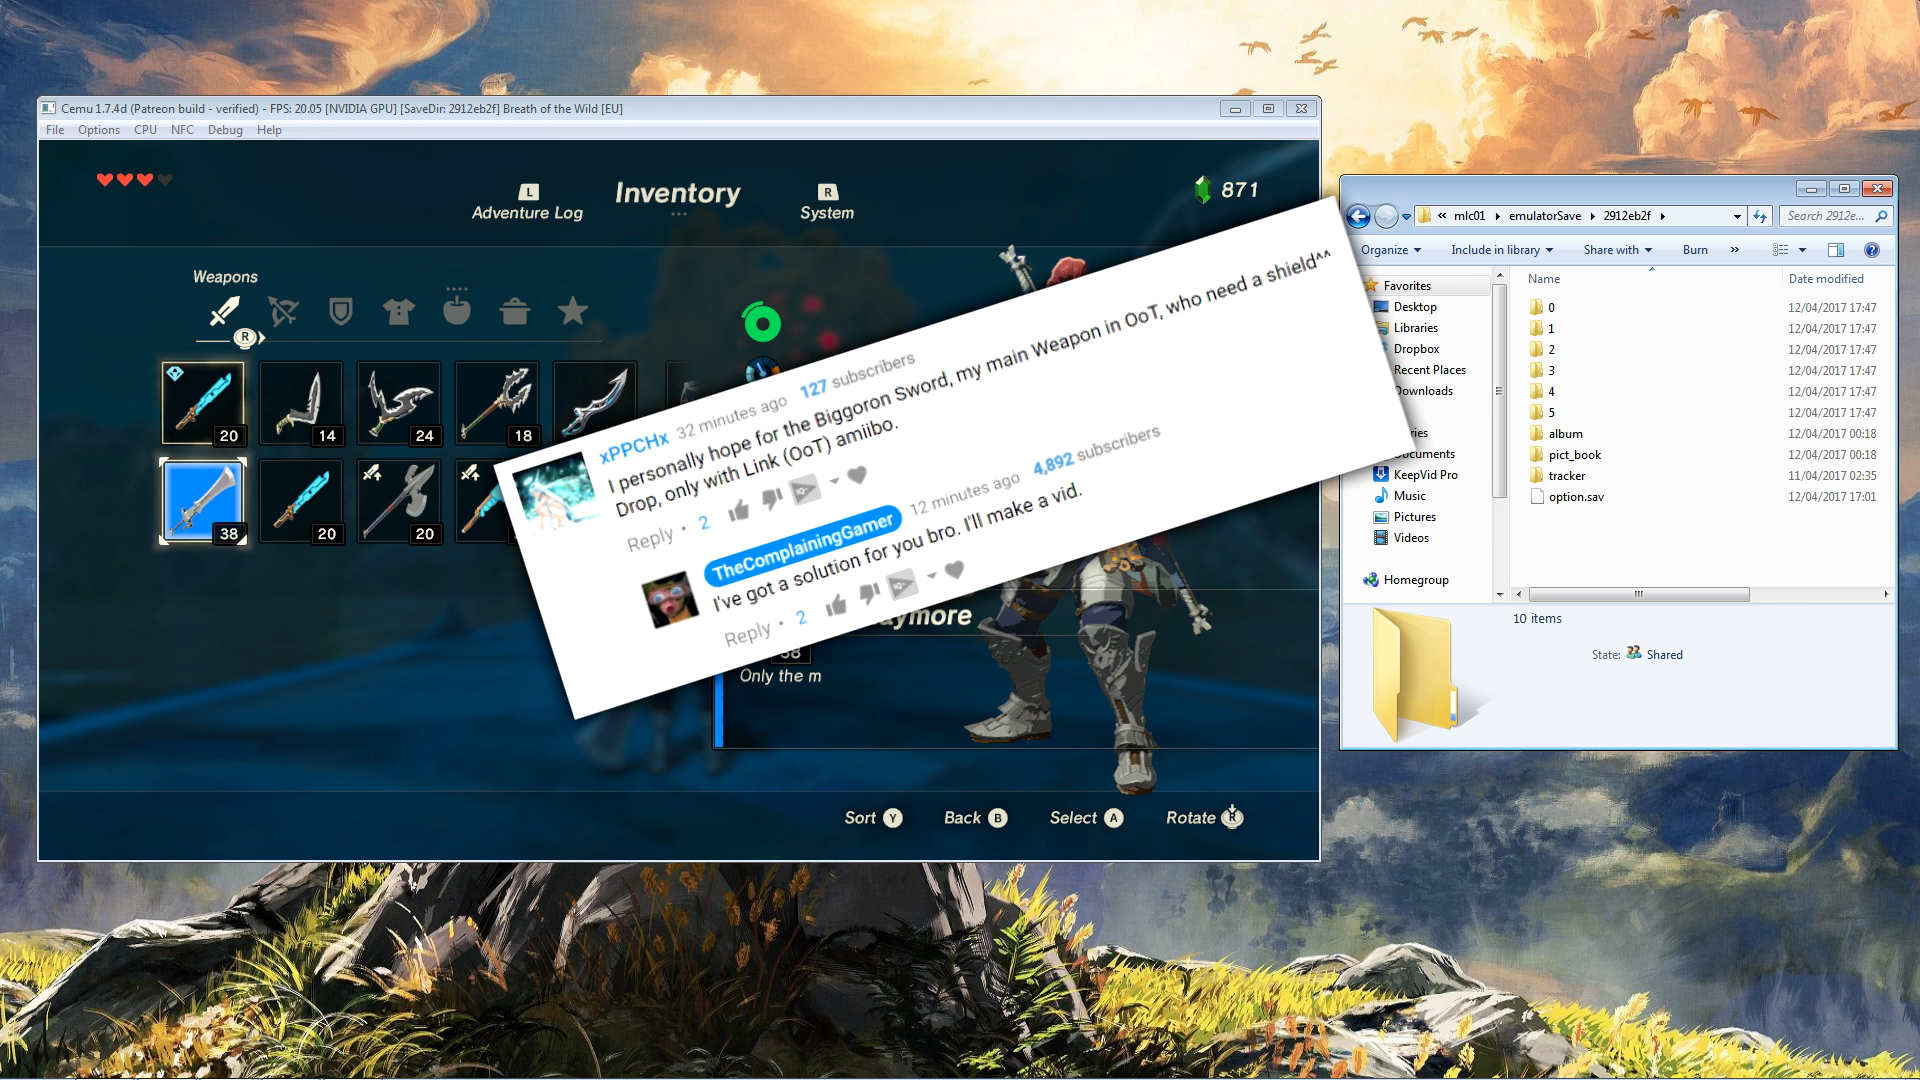 Cemu 1.7.4d (Patreon build - verified) - FPS: 20.05 [NVIDIA GPU] [SaveDir: 2912eb2f] Breath of the Wild [EU]
File Options CPU NFC Debug Help
L
Adventure Log
Inventory
R
System
871
Weapons
R
20
14
24
18
38
20
20
xPPCHx 32 minutes ago 127 subscribers
I personally hope for the Biggoron Sword, my main Weapon in OoT, who need a shield^^
Drop, only with Link (OoT) amiibo.
Reply • 2
TheComplainingGamer 12 minutes ago 4,892 subscribers
I've got a solution for you bro. I'll make a vid.
Reply • 2
aymore
38
Only the m
Sort Y
Back B
Select A
Rotate R
« mlc01 ▸ emulatorSave ▸ 2912eb2f ▸
Search 2912e...
Organize Include in library Share with Burn »
Favorites
Desktop
Libraries
Dropbox
Recent Places
Downloads
ries
Documents
KeepVid Pro
Music
Pictures
Videos
Homegroup
Name Date modified
0 12/04/2017 17:47
1 12/04/2017 17:47
2 12/04/2017 17:47
3 12/04/2017 17:47
4 12/04/2017 17:47
5 12/04/2017 17:47
album 12/04/2017 00:18
pict_book 12/04/2017 00:18
tracker 11/04/2017 02:35
option.sav 12/04/2017 17:01
10 items
State: Shared